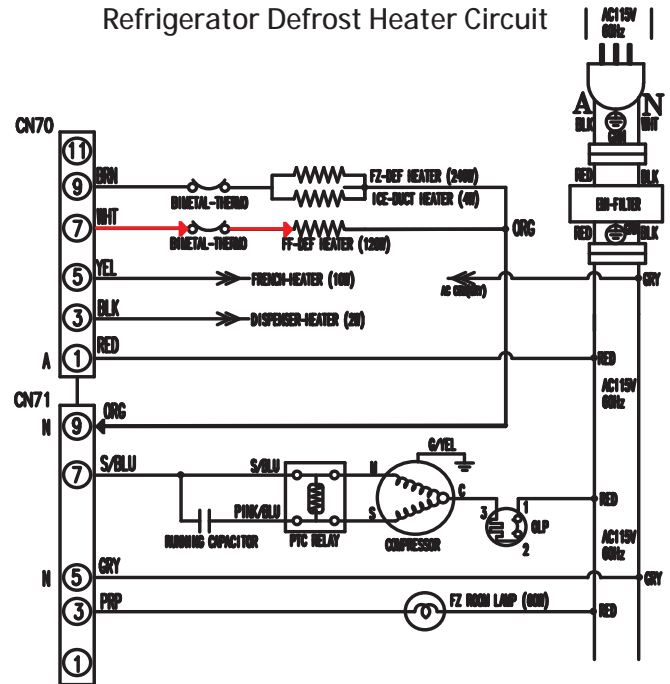 Refrigerator Defrost Heater Circuit
AC115V
60Hz
A
N
BLK
WHT
GRN
CN70
11
RED
BLK
9
BRN
FZ-DEF HEATER (240W)
BIMETAL-THERMO
ICE-DUCT HEATER (4W)
EMI-FILTER
7
WHT
ORG
BIMETAL-THERMO
FF-DEF HEATER (120W)
RED
BLK
5
YEL
FRENCH-HEATER (10W)
GRY
3
BLK
DISPENSER-HEATER (2W)
A
1
RED
RED
CN71
AC115V
60Hz
N
9
ORG
7
S/BLU
S/BLU
M
G/YEL
C
3
1
RED
PINK/BLU
S
OLP
2
RUNNING CAPACITOR
PTC RELAY
COMPRESSOR
AC115V
60Hz
N
5
GRY
GRY
3
PRP
FZ ROOM LAMP (60W)
RED
1